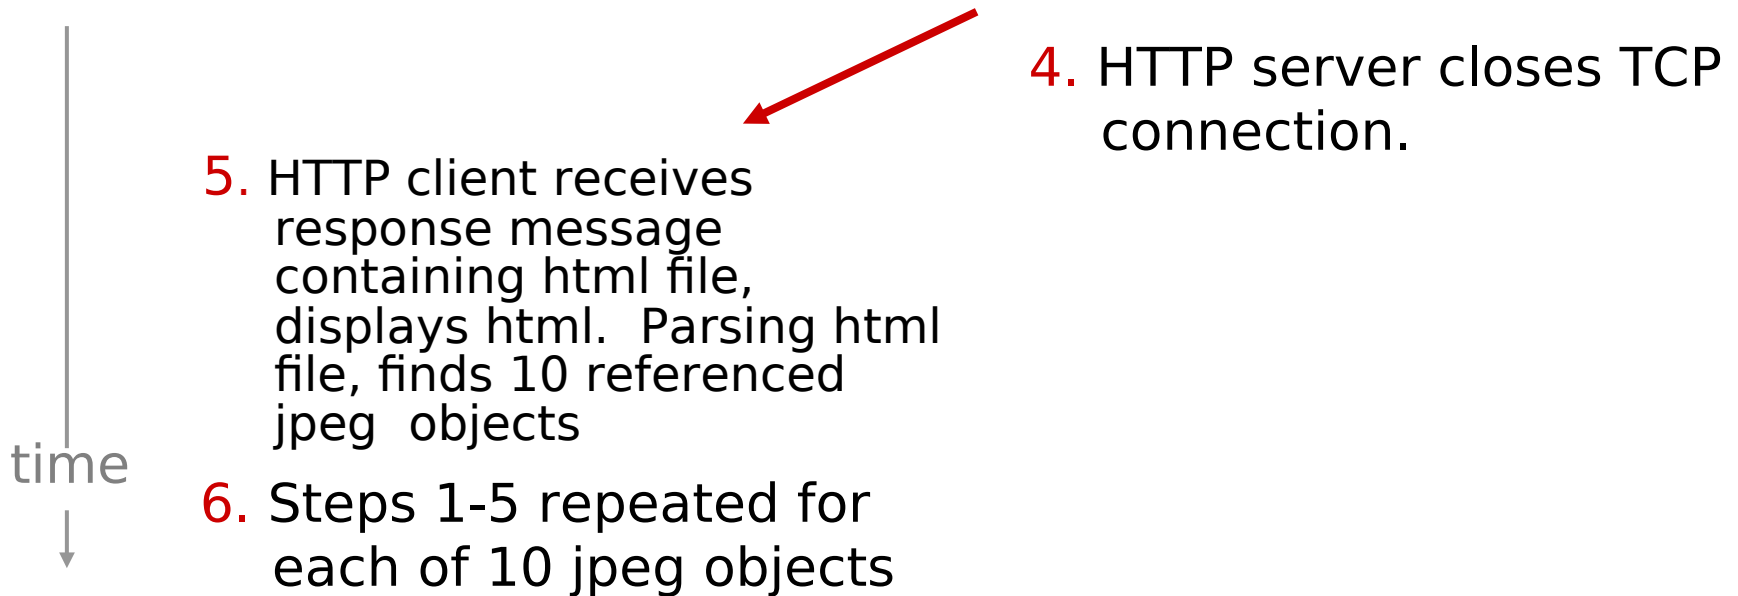 4. HTTP server closes TCP
connection.
5. HTTP client receives
response message
containing html file,
displays html.  Parsing html
file, finds 10 referenced
jpeg  objects
time
6. Steps 1-5 repeated for
each of 10 jpeg objects